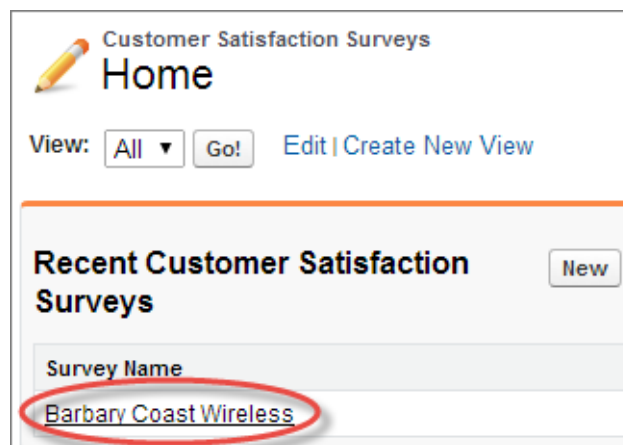 Customer Satisfaction Surveys
Home
View: All Go! Edit | Create New View
Recent Customer Satisfaction
Surveys
New
Survey Name
Barbary Coast Wireless